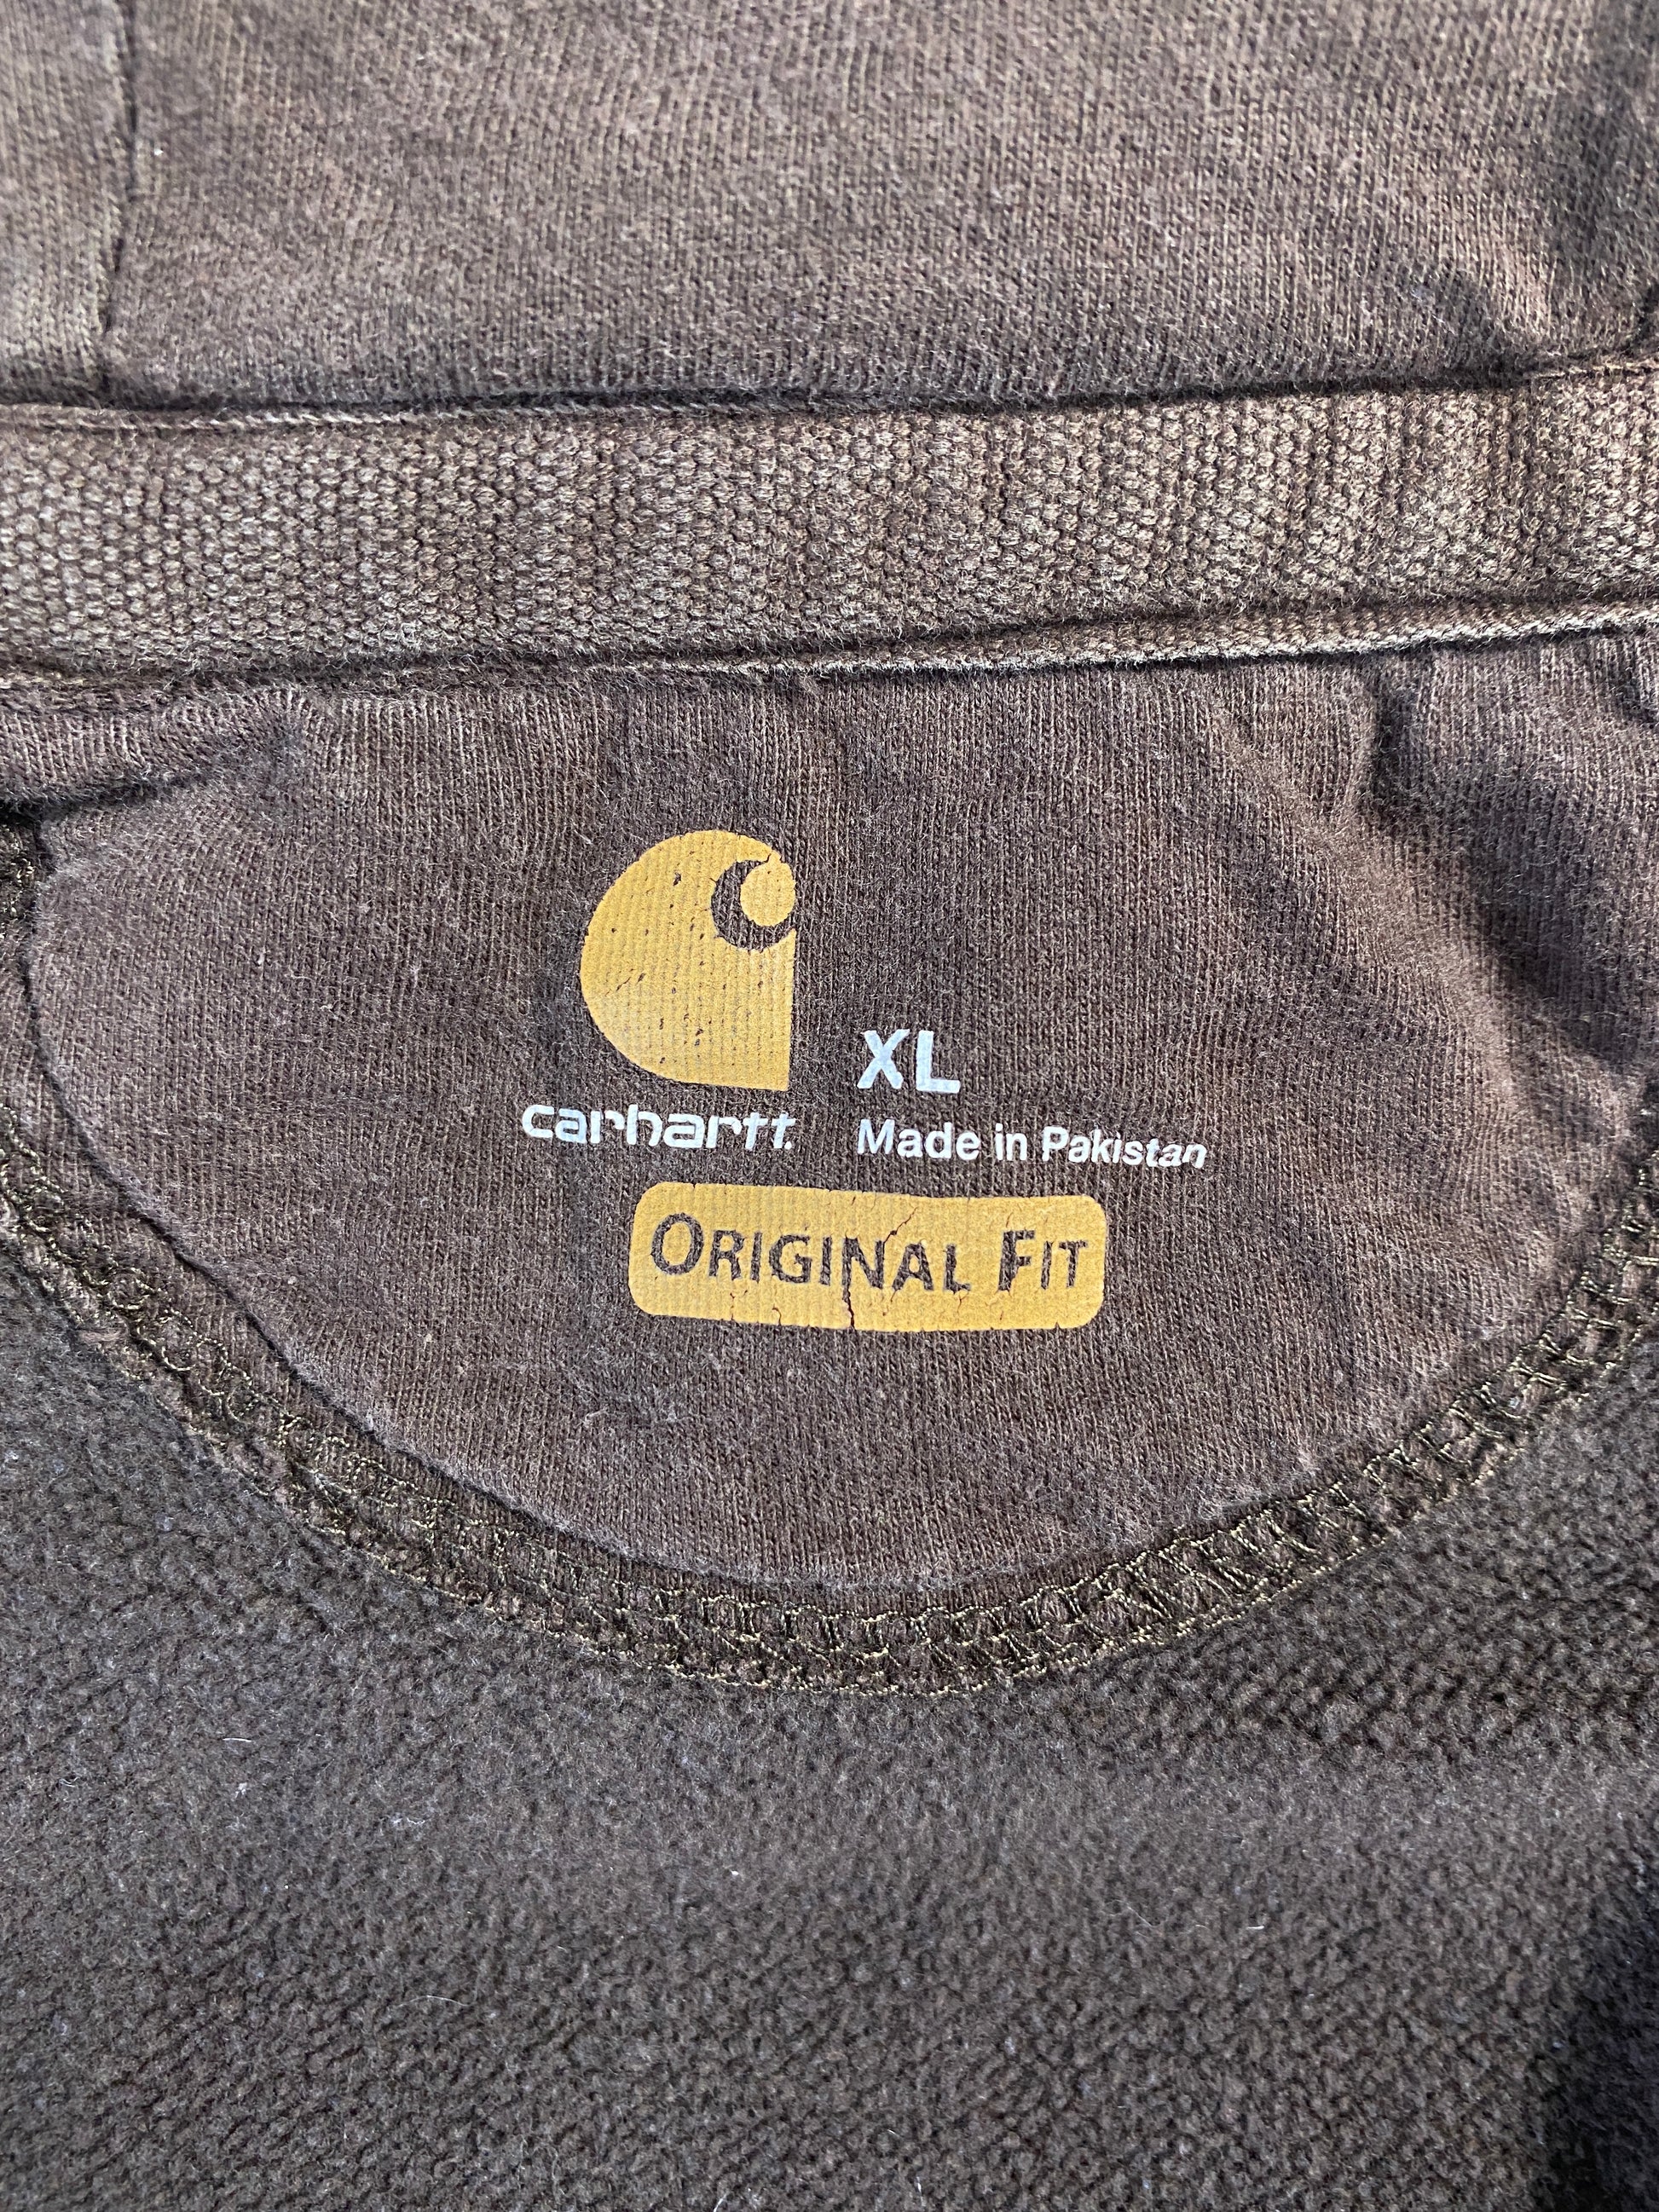 XL
carhartt.
Made in Pakistan
ORIGINAL FIT